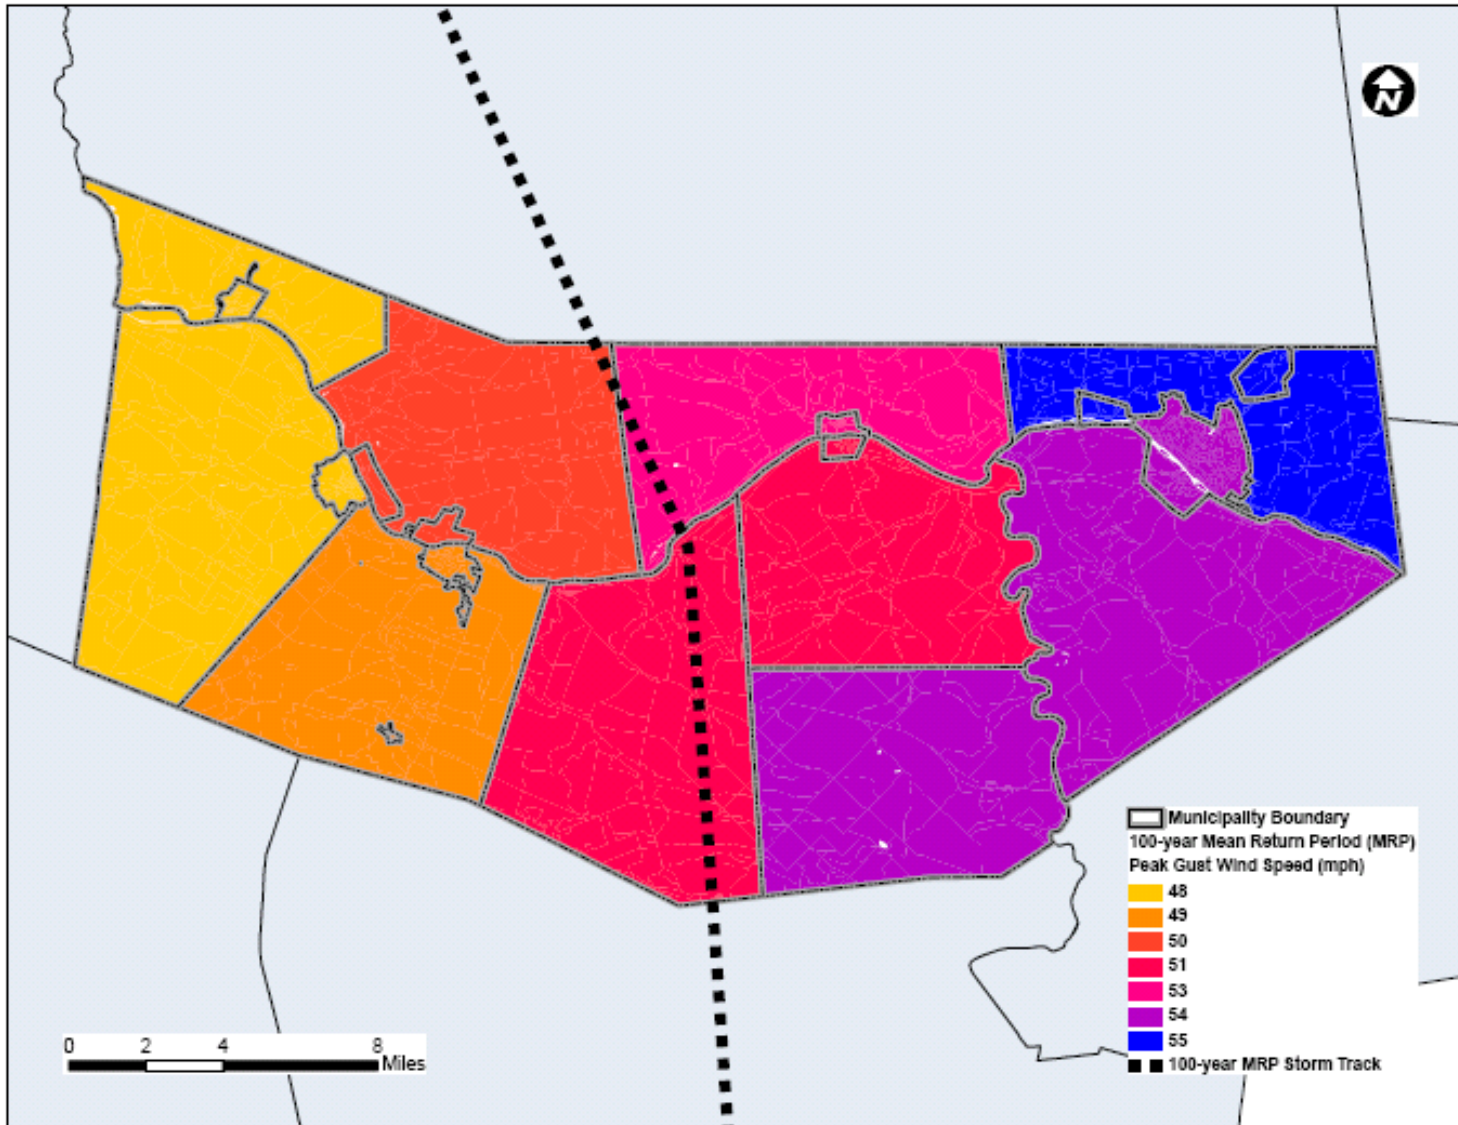 N
Municipality Boundary
100-year Mean Return Period (MRP)
Peak Gust Wind Speed (mph)
48
49
50
51
53
54
55
100-year MRP Storm Track
0 2 4 8
Miles